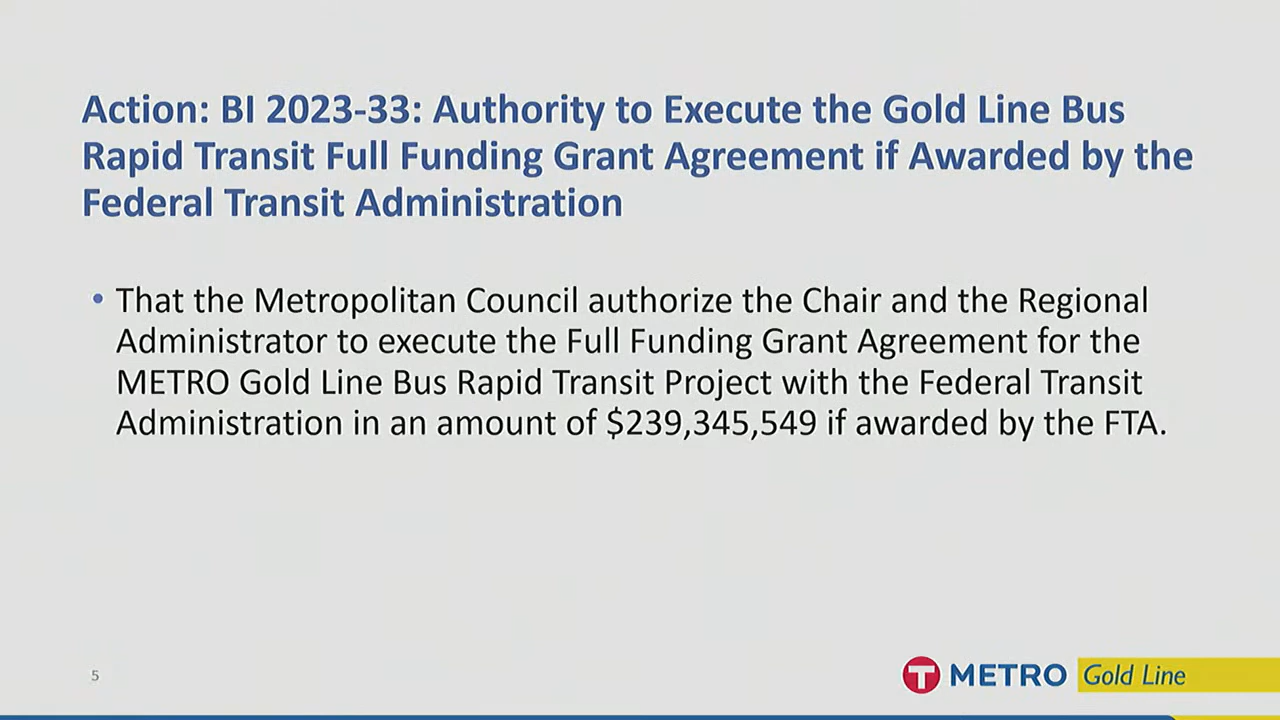 Action: BI 2023-33: Authority to Execute the Gold Line Bus
Rapid Transit Full Funding Grant Agreement if Awarded by the
Federal Transit Administration
• That the Metropolitan Council authorize the Chair and the Regional
Administrator to execute the Full Funding Grant Agreement for the
METRO Gold Line Bus Rapid Transit Project with the Federal Transit
Administration in an amount of $239,345,549 if awarded by the FTA.
5
T METRO Gold Line